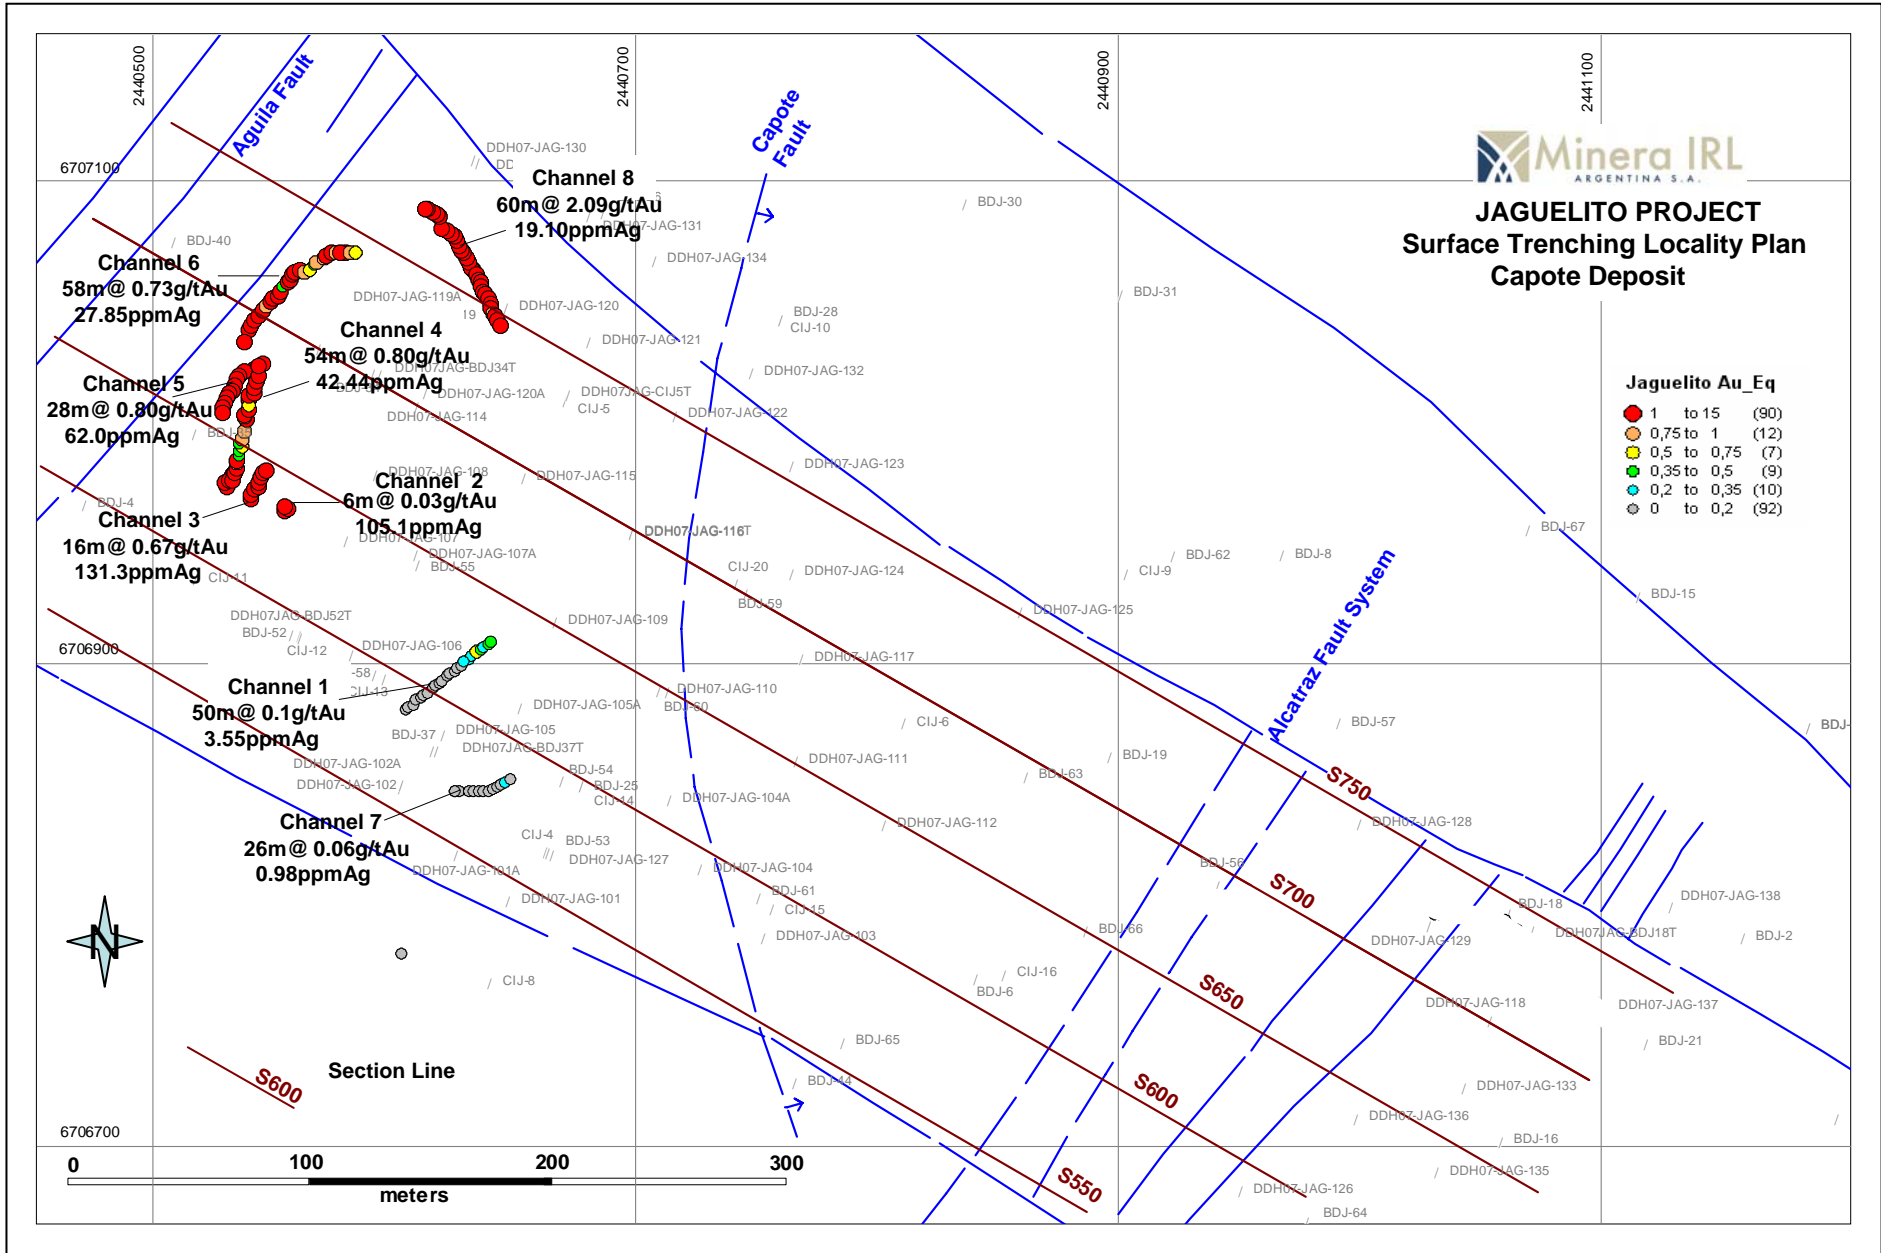 2440500
2440700
2440900
2441100
Aguila Fault
Capote
Fault
Minera IRL
ARGENTINA S.A.
JAGUELITO PROJECT
Surface Trenching Locality Plan
Capote Deposit
6707100
DDH07-JAG-130
Channel 8
60m@ 2.09g/tAu
19.10ppmAg
DDH07-JAG-131
BDJ-30
BDJ-40
DDH07-JAG-134
Channel 6
58m@ 0.73g/tAu
27.85ppmAg
DDH07-JAG-119A
DDH07-JAG-120
BDJ-31
BDJ-28
CIJ-10
Channel 4
54m@ 0.80g/tAu
42.44ppmAg
DDH07-JAG-121
DDH07-JAG-BDJ34T
DDH07-JAG-132
Channel 5
28m@ 0.80g/tAu
62.0ppmAg
DDH07-JAG-120A
DDH07JAG-CIJ5T
CIJ-5
DDH07-JAG-114
DDH07-JAG-122
Jaguelito Au_Eq
1 to 15 (90)
0,75 to 1 (12)
0,5 to 0,75 (7)
0,35 to 0,5 (9)
0,2 to 0,35 (10)
0 to 0,2 (92)
DDH07-JAG-123
DDH07-JAG-108
DDH07-JAG-115
Channel 2
6m@ 0.03g/tAu
105.1ppmAg
BDJ-4
Channel 3
16m@ 0.67g/tAu
131.3ppmAg
BDJ-67
DDH07-JAG-116T
DDH07-JAG-107
DDH07-JAG-107A
BDJ-55
BDJ-62
BDJ-8
CIJ-11
CIJ-20
DDH07-JAG-124
CIJ-9
BDJ-59
BDJ-15
DDH07JAG-BDJ52T
DDH07-JAG-109
DDH07-JAG-125
BDJ-52
CIJ-12
DDH07-JAG-106
6706900
DDH07-JAG-117
-58
CIJ-13
Alcatraz Fault System
Channel 1
50m@ 0.1g/tAu
3.55ppmAg
DDH07-JAG-110
DDH07-JAG-105A
BDJ-60
CIJ-6
BDJ-57
BDJ-
BDJ-37
DDH07-JAG-105
DDH07JAG-BDJ37T
DDH07-JAG-102A
DDH07-JAG-111
BDJ-19
DDH07-JAG-102
BDJ-54
BDJ-25
CIJ-14
BDJ-63
S750
DDH07-JAG-104A
Channel 7
26m@ 0.06g/tAu
0.98ppmAg
DDH07-JAG-112
DDH07-JAG-128
CIJ-4
BDJ-53
DDH07-JAG-127
DDH07-JAG-101A
DDH07-JAG-104
BDJ-56
S700
DDH07-JAG-101
BDJ-61
CIJ-15
BDJ-18
DDH07-JAG-138
DDH07-JAG-103
BDJ-66
DDH07-JAG-129
DDH07JAG-BDJ18T
BDJ-2
N
CIJ-8
CIJ-16
BDJ-6
S650
DDH07-JAG-118
DDH07-JAG-137
BDJ-65
BDJ-21
Section Line
S600
BDJ-44
S600
DDH07-JAG-133
DDH07-JAG-136
6706700
BDJ-16
0 100 200 300
meters
S550
DDH07-JAG-135
DDH07-JAG-126
BDJ-64